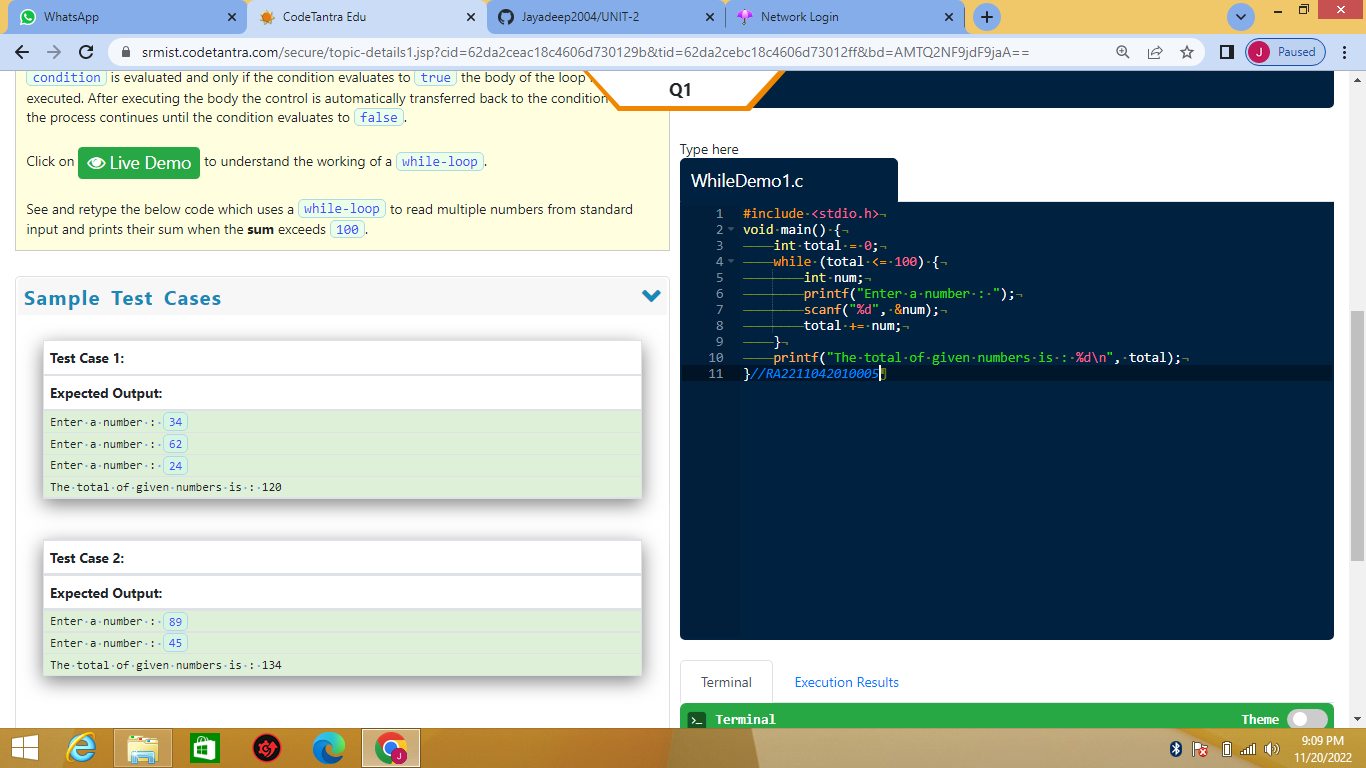 WhatsApp
CodeTantra Edu
Jayadeep2004/UNIT-2
Network Login
srmist.codetantra.com/secure/topic-details1.jsp?cid=62da2ceac18c4606d730129b&tid=62da2cebc18c4606d73012ff&bd=AMTQ2NF9jdF9jaA==
J Paused
condition is evaluated and only if the condition evaluates to true the body of the loop
executed. After executing the body the control is automatically transferred back to the condition
the process continues until the condition evaluates to false.
Click on Live Demo to understand the working of a while-loop.
See and retype the below code which uses a while-loop to read multiple numbers from standard
input and prints their sum when the sum exceeds 100.
Sample Test Cases
Test Case 1:
Expected Output:
Enter·a·number·:· 34
Enter·a·number·:· 62
Enter·a·number·:· 24
The·total·of·given·numbers·is·:·120
Test Case 2:
Expected Output:
Enter·a·number·:· 89
Enter·a·number·:· 45
The·total·of·given·numbers·is·:·134
Q1
Type here
WhileDemo1.c
1 #include·<stdio.h>¬
2 void·main()·{¬
3 ————int·total·=·0;¬
4 ————while·(total·<=·100)·{¬
5 ————————int·num;¬
6 ————————printf("Enter·a·number·:·");¬
7 ————————scanf("%d",·&num);¬
8 ————————total·+=·num;¬
9 ————}¬
10 ————printf("The·total·of·given·numbers·is·:·%d\n",·total);¬
11 }//RA2211042010005¶
Terminal
Execution Results
>_ Terminal
Theme
9:09 PM
11/20/2022